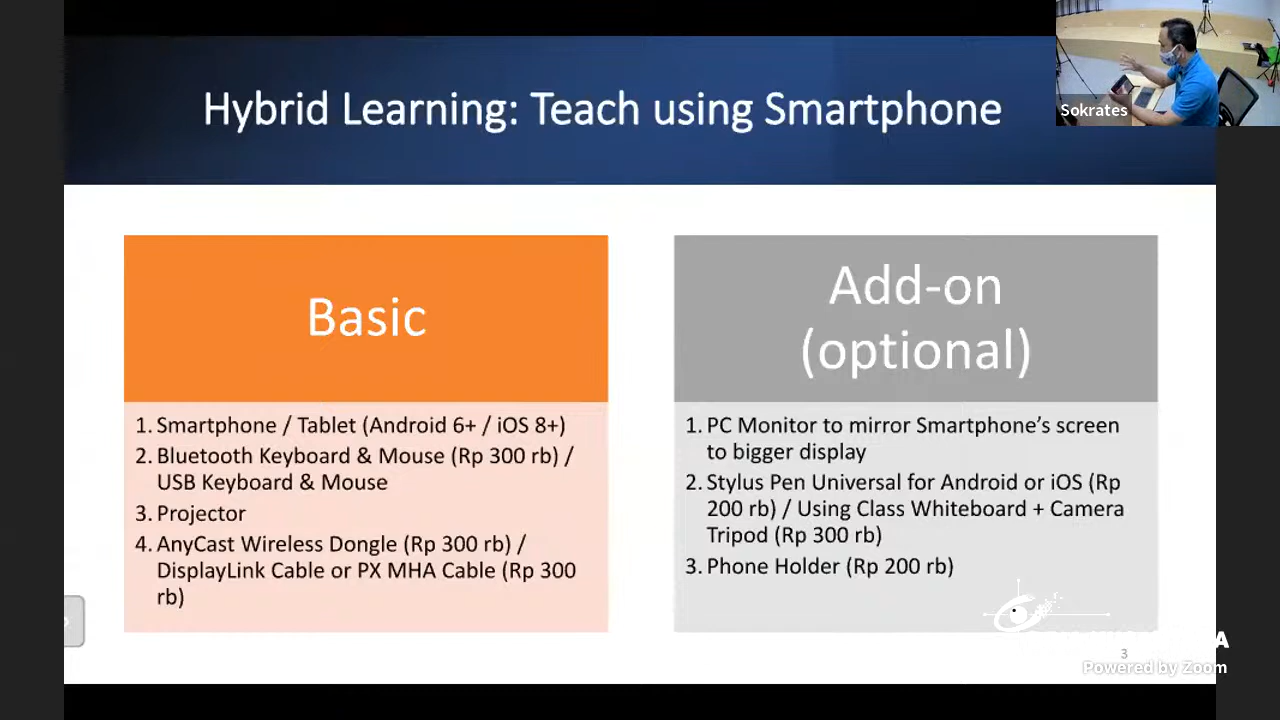 Hybrid Learning: Teach using Smartphone
Sokrates
Basic
1. Smartphone / Tablet (Android 6+ / iOS 8+)
2. Bluetooth Keyboard & Mouse (Rp 300 rb) /
USB Keyboard & Mouse
3. Projector
4. AnyCast Wireless Dongle (Rp 300 rb) /
DisplayLink Cable or PX MHA Cable (Rp 300
rb)
Add-on
(optional)
1. PC Monitor to mirror Smartphone’s screen
to bigger display
2. Stylus Pen Universal for Android or iOS (Rp
200 rb) / Using Class Whiteboard + Camera
Tripod (Rp 300 rb)
3. Phone Holder (Rp 200 rb)
3
Powered by Zoom